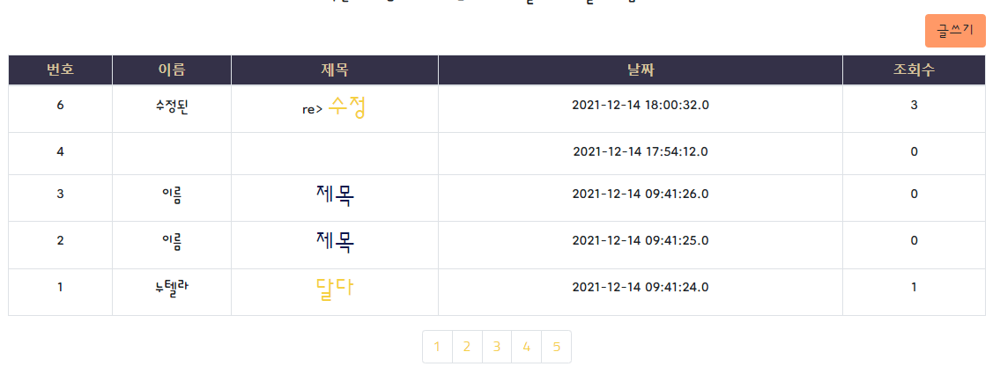 글쓰기
번호 이름 제목 날짜 조회수
6 수정된 re> 수정 2021-12-14 18:00:32.0 3
4 2021-12-14 17:54:12.0 0
3 이름 제목 2021-12-14 09:41:26.0 0
2 이름 제목 2021-12-14 09:41:25.0 0
1 누텔라 달다 2021-12-14 09:41:24.0 1
1 2 3 4 5